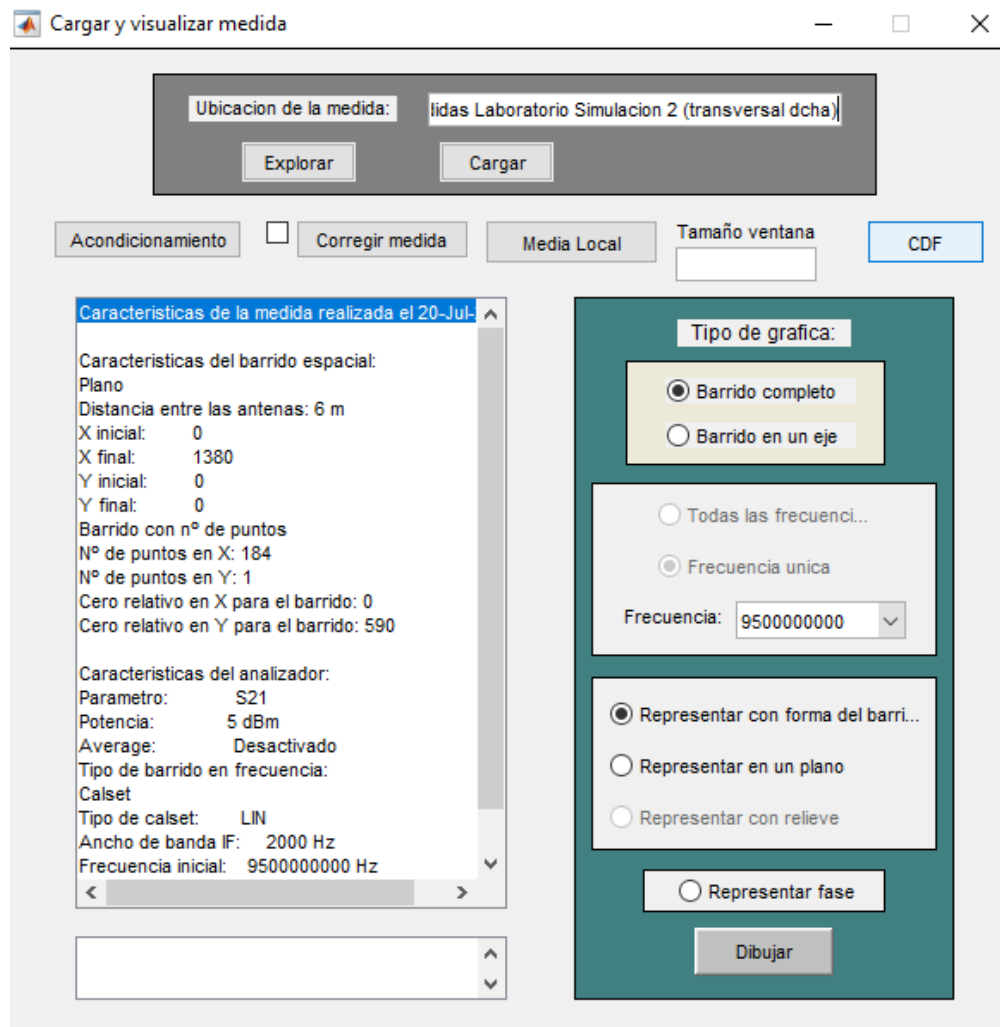 Cargar y visualizar medida
Ubicacion de la medida:
lidas Laboratorio Simulacion 2 (transversal dcha)
Explorar
Cargar
Acondicionamiento
Corregir medida
Media Local
Tamaño ventana
CDF
Caracteristicas de la medida realizada el 20-Jul-
Caracteristicas del barrido espacial:
Plano
Distancia entre las antenas: 6 m
X inicial: 0
X final: 1380
Y inicial: 0
Y final: 0
Barrido con nº de puntos
Nº de puntos en X: 184
Nº de puntos en Y: 1
Cero relativo en X para el barrido: 0
Cero relativo en Y para el barrido: 590
Caracteristicas del analizador:
Parametro: S21
Potencia: 5 dBm
Average: Desactivado
Tipo de barrido en frecuencia:
Calset
Tipo de calset: LIN
Ancho de banda IF: 2000 Hz
Frecuencia inicial: 9500000000 Hz
Tipo de grafica:
Barrido completo
Barrido en un eje
Todas las frecuenci...
Frecuencia unica
Frecuencia: 9500000000
Representar con forma del barri...
Representar en un plano
Representar con relieve
Representar fase
Dibujar